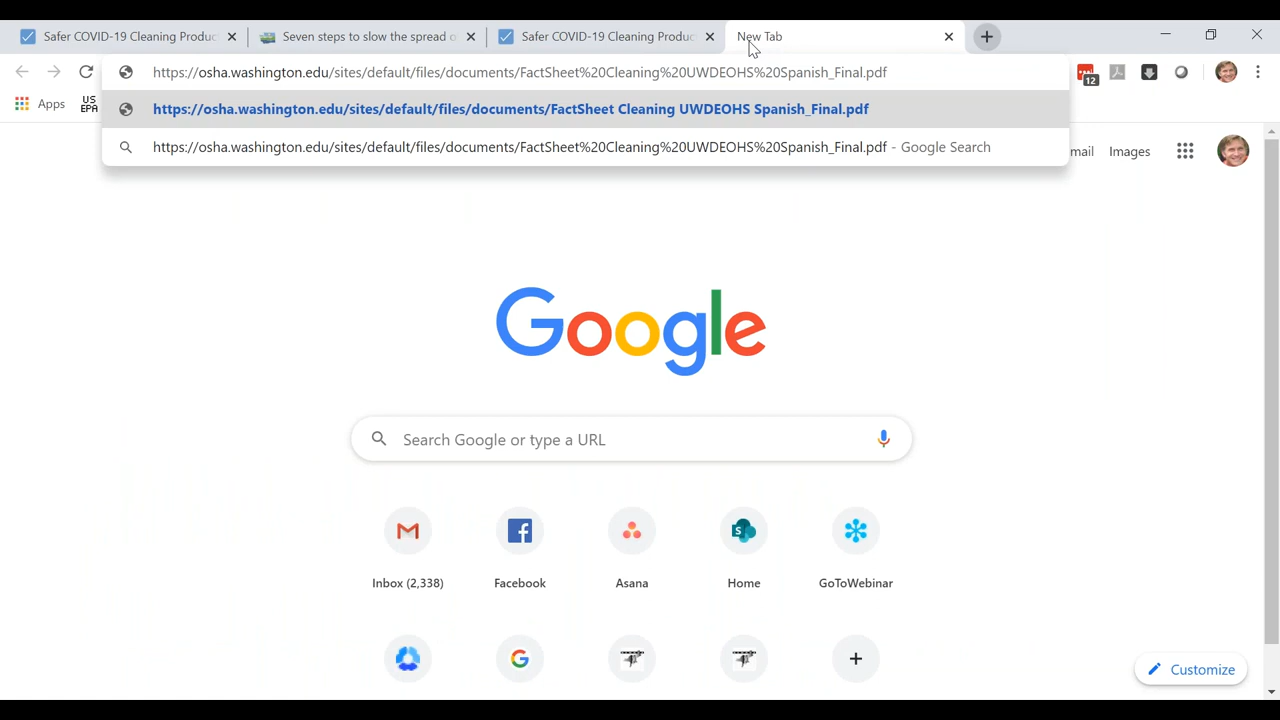 Safer COVID-19 Cleaning Produc
Seven steps to slow the spread o
Safer COVID-19 Cleaning Produc
New Tab
https://osha.washington.edu/sites/default/files/documents/FactSheet%20Cleaning%20UWDEOHS%20Spanish_Final.pdf
12
Apps
US
EPA
https://osha.washington.edu/sites/default/files/documents/FactSheet Cleaning UWDEOHS Spanish_Final.pdf
https://osha.washington.edu/sites/default/files/documents/FactSheet%20Cleaning%20UWDEOHS%20Spanish_Final.pdf - Google Search
mail Images
Google
Search Google or type a URL
Inbox (2,338) Facebook Asana Home GoToWebinar
Customize